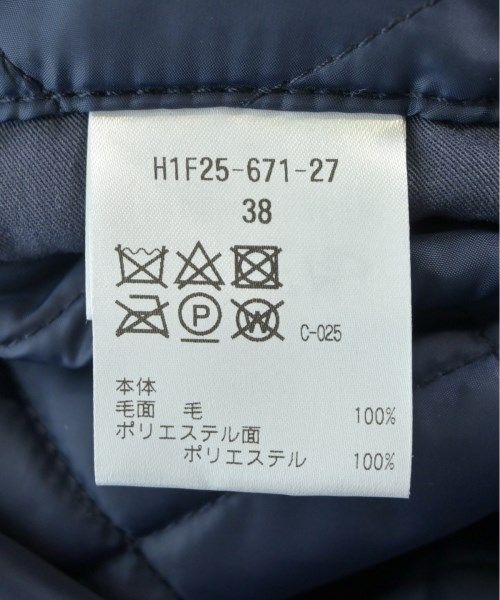 H1F25-671-27
38
P
W
C-025
本体
毛面 毛 100%
ポリエステル面
ポリエステル 100%